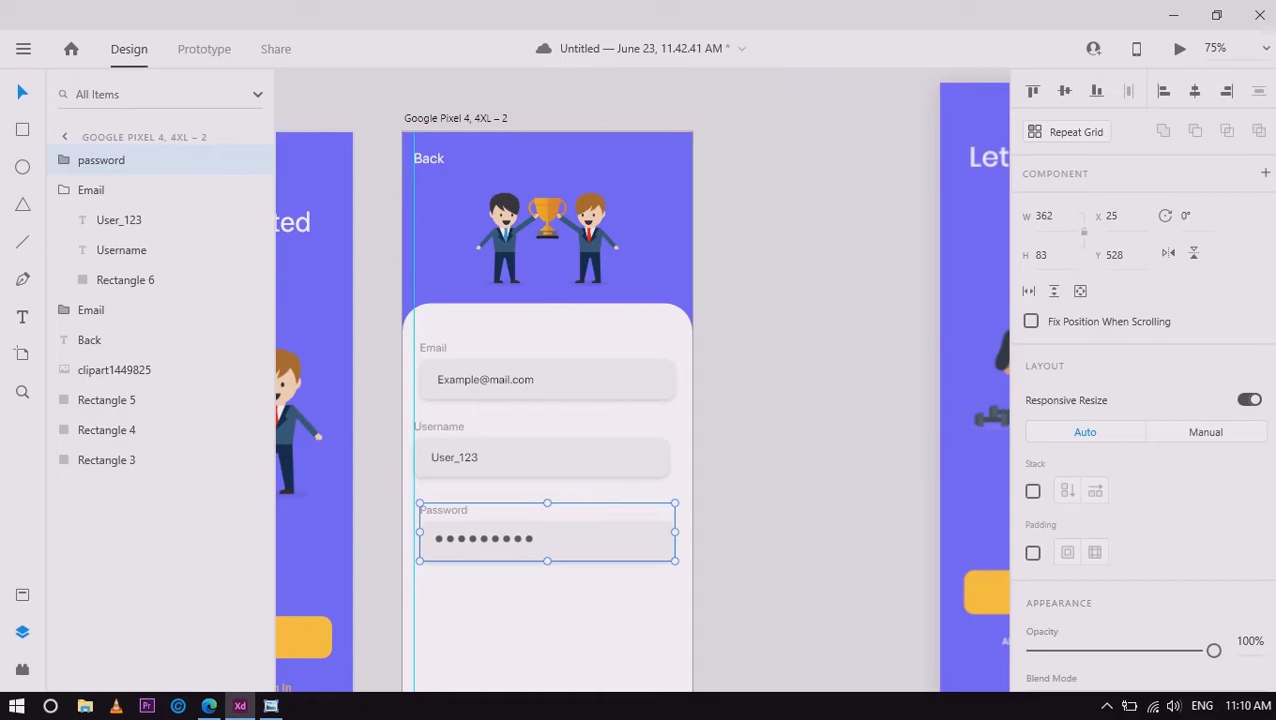 Design
Prototype
Share
Untitled — June 23, 11.42.41 AM *
75%
All Items
GOOGLE PIXEL 4, 4XL – 2
password
Email
User_123
Username
Rectangle 6
Email
Back
clipart1449825
Rectangle 5
Rectangle 4
Rectangle 3
ted
In
Google Pixel 4, 4XL – 2
Back
Email
Example@mail.com
Username
User_123
Password
Let
Al
Repeat Grid
COMPONENT
W 362 X 25 0°
H 83 Y 528
Fix Position When Scrolling
LAYOUT
Responsive Resize
Auto
Manual
Stack
Padding
APPEARANCE
Opacity
100%
Blend Mode
Pr
Xd
ENG
11:10 AM